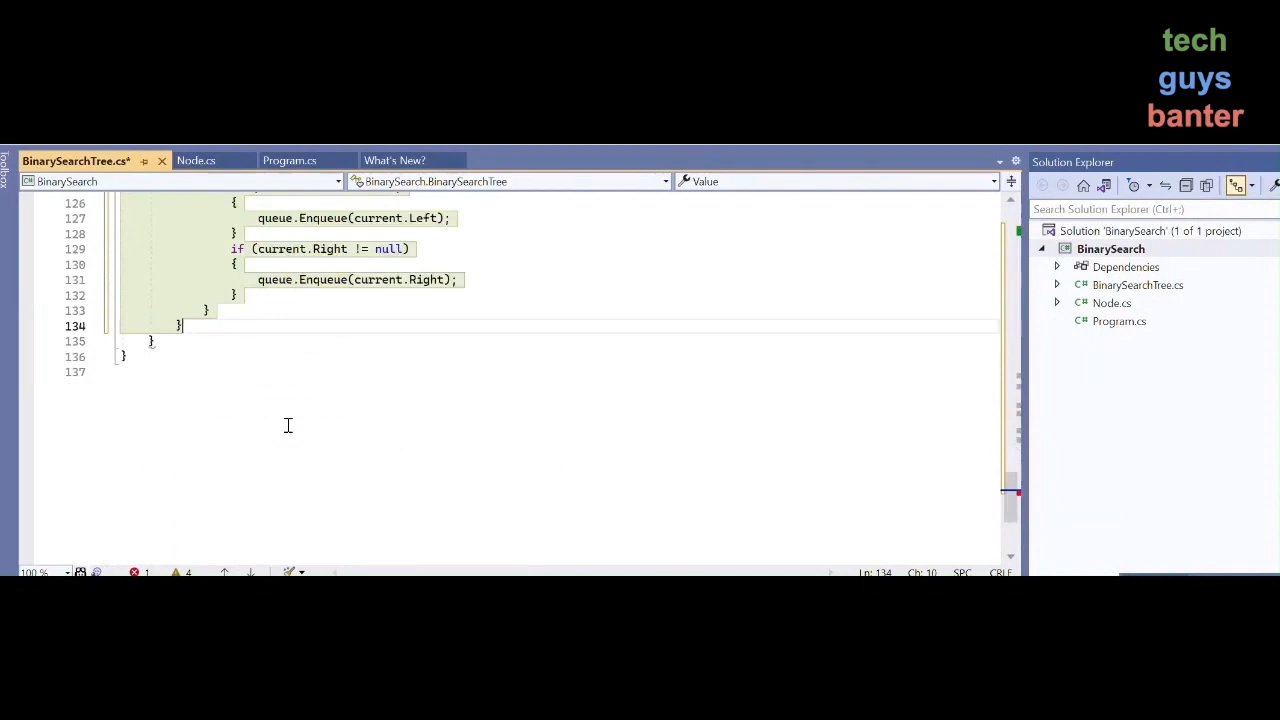 tech
guys
banter
Toolbox
BinarySearchTree.cs*
Node.cs
Program.cs
What's New?
Solution Explorer
BinarySearch
BinarySearch.BinarySearchTree
Value
Search Solution Explorer (Ctrl+;)
Solution 'BinarySearch' (1 of 1 project)
BinarySearch
Dependencies
BinarySearchTree.cs
Node.cs
Program.cs
126 {
127 queue.Enqueue(current.Left);
128 }
129 if (current.Right != null)
130 {
131 queue.Enqueue(current.Right);
132 }
133 }
134 }
135 }
136 }
137
100 %
1
4
Ln: 134
Ch: 10
SPC
CRLF